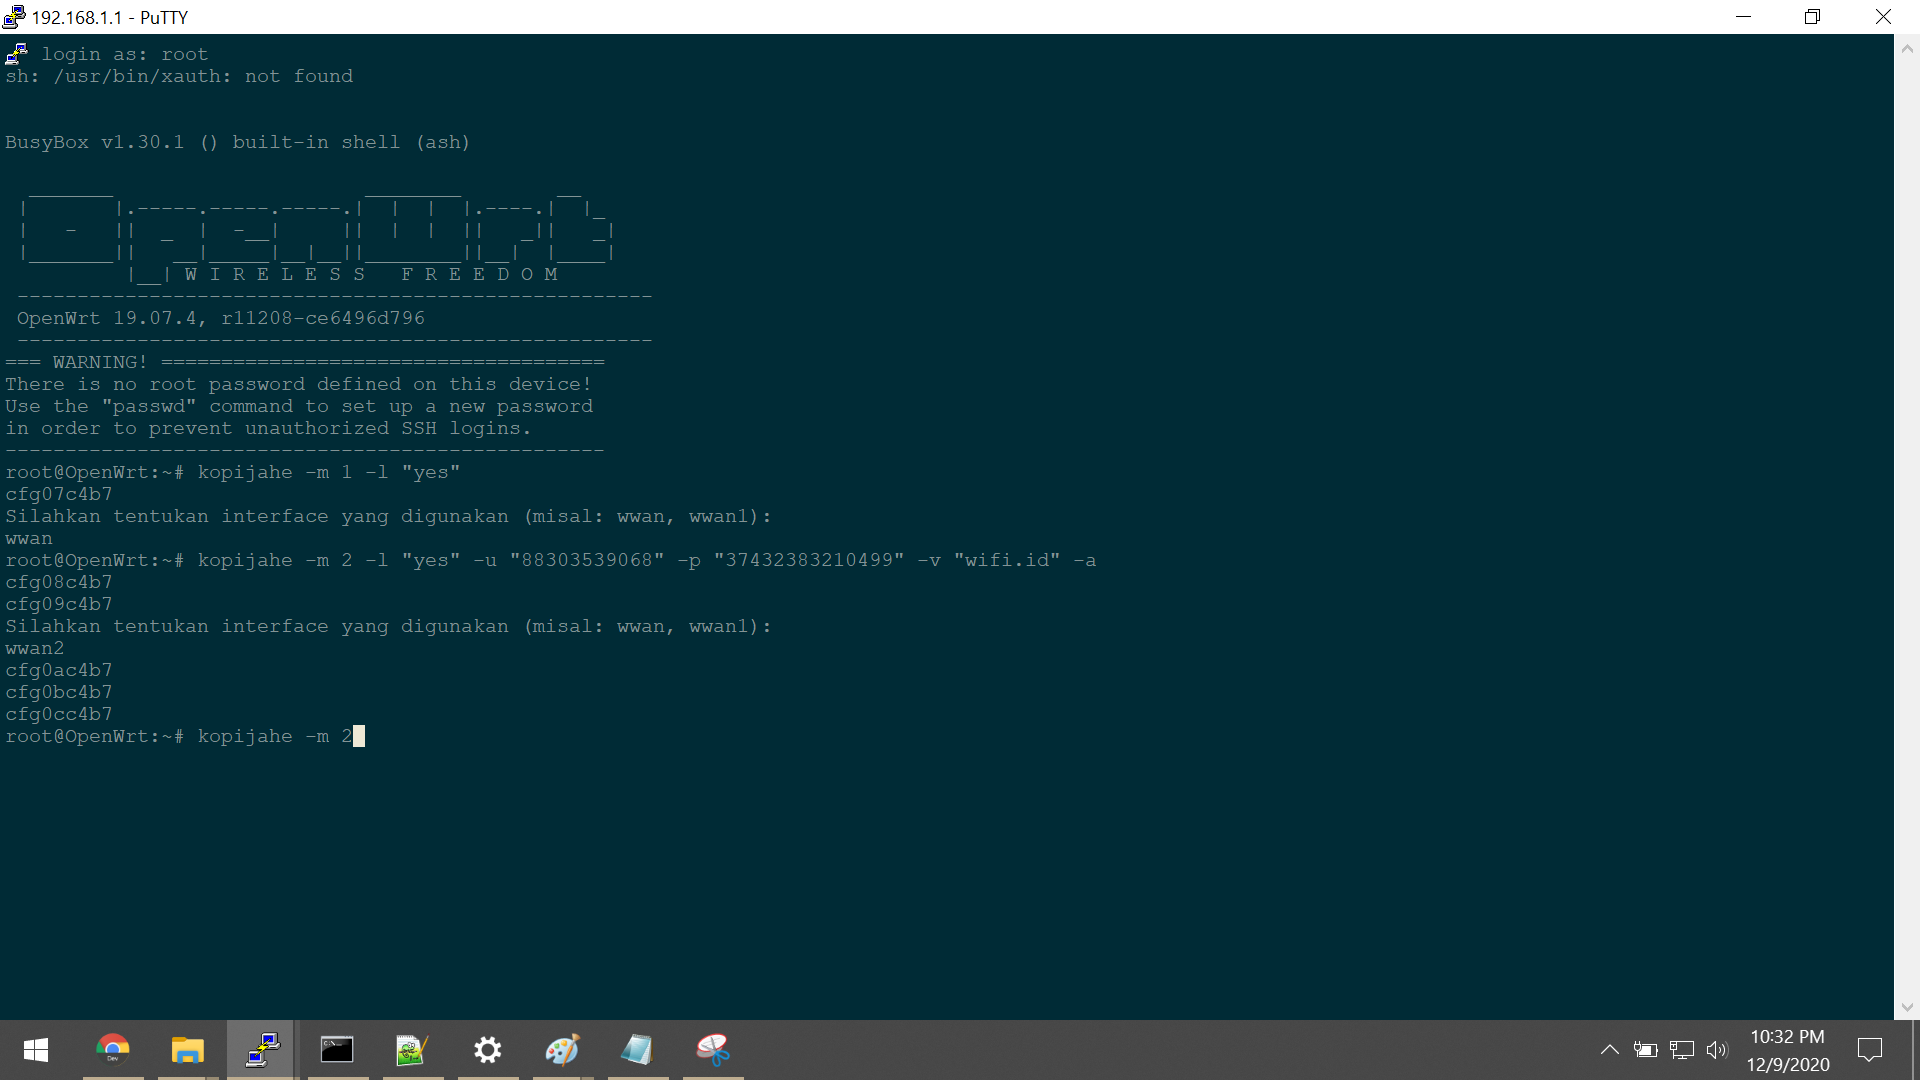 192.168.1.1 - PuTTY
login as: root
sh: /usr/bin/xauth: not found
BusyBox v1.30.1 () built-in shell (ash)
  _______                     ________        __
 |       |.-----.-----.-----.|  |  |  |.----.|  |_
 |   -   ||  _  |  -__|     ||  |  |  ||   _||   _|
 |_______||   __|_____|__|__||________||__|  |____|
          |__| W I R E L E S S   F R E E D O M
 -----------------------------------------------------
 OpenWrt 19.07.4, r11208-ce6496d796
 -----------------------------------------------------
=== WARNING! =====================================
There is no root password defined on this device!
Use the "passwd" command to set up a new password
in order to prevent unauthorized SSH logins.
--------------------------------------------------
root@OpenWrt:~# kopijahe -m 1 -l "yes"
cfg07c4b7
Silahkan tentukan interface yang digunakan (misal: wwan, wwan1):
wwan
root@OpenWrt:~# kopijahe -m 2 -l "yes" -u "88303539068" -p "37432383210499" -v "wifi.id" -a
cfg08c4b7
cfg09c4b7
Silahkan tentukan interface yang digunakan (misal: wwan, wwan1):
wwan2
cfg0ac4b7
cfg0bc4b7
cfg0cc4b7
root@OpenWrt:~# kopijahe -m 2
Dev
C:\_
10:32 PM
12/9/2020